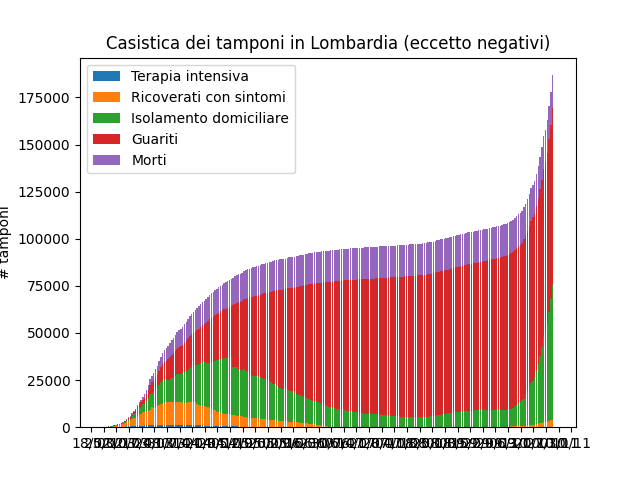 Casistica dei tamponi in Lombardia (eccetto negativi)
Terapia intensiva
Ricoverati con sintomi
Isolamento domiciliare
Guariti
Morti
# tamponi
175000
150000
125000
100000
75000
50000
25000
0